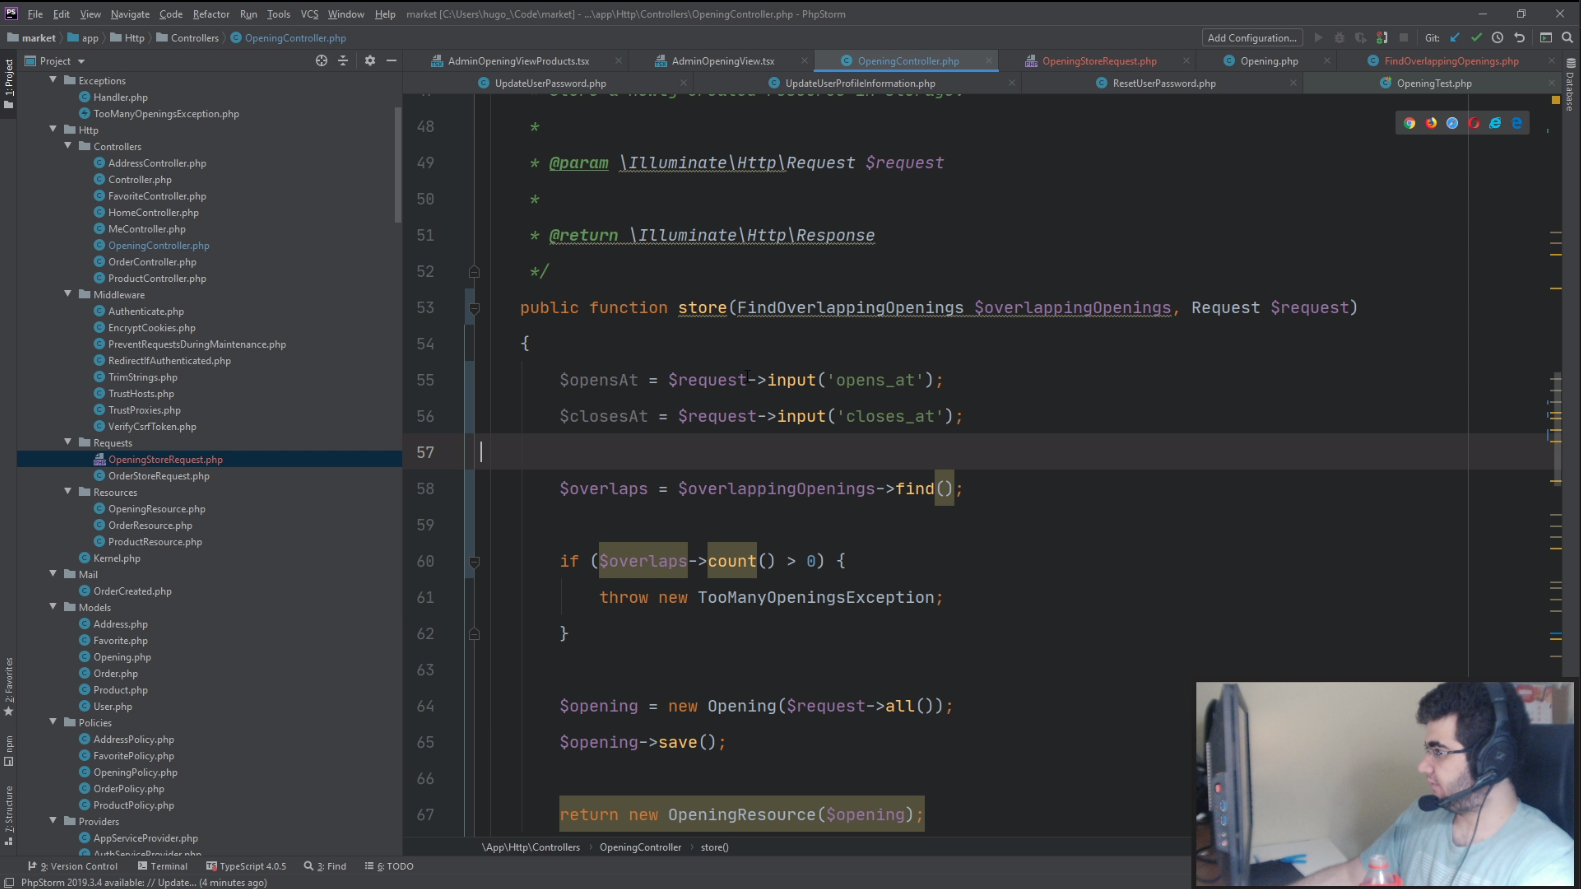 File Edit View Navigate Code Refactor Run Tools VCS Window Help market [C:\Users\hugo_\Code\market] - ...\app\Http\Controllers\OpeningController.php - PhpStorm
market app Http Controllers OpeningController.php Add Configuration... Git:
Project
AdminOpeningViewProducts.tsx AdminOpeningView.tsx OpeningController.php OpeningStoreRequest.php Opening.php FindOverlappingOpenings.php
UpdateUserPassword.php UpdateUserProfileInformation.php ResetUserPassword.php OpeningTest.php
1: Project
2: Favorites
npm
7: Structure
Database
Exceptions
Handler.php
TooManyOpeningsException.php
Http
Controllers
AddressController.php
Controller.php
FavoriteController.php
HomeController.php
MeController.php
OpeningController.php
OrderController.php
ProductController.php
Middleware
Authenticate.php
EncryptCookies.php
PreventRequestsDuringMaintenance.php
RedirectIfAuthenticated.php
TrimStrings.php
TrustHosts.php
TrustProxies.php
VerifyCsrfToken.php
Requests
OpeningStoreRequest.php
OrderStoreRequest.php
Resources
OpeningResource.php
OrderResource.php
ProductResource.php
Kernel.php
Mail
OrderCreated.php
Models
Address.php
Favorite.php
Opening.php
Order.php
Product.php
User.php
Policies
AddressPolicy.php
FavoritePolicy.php
OpeningPolicy.php
OrderPolicy.php
ProductPolicy.php
Providers
AppServiceProvider.php
AuthServiceProvider.php
48 *
49 * @param \Illuminate\Http\Request $request
50 *
51 * @return \Illuminate\Http\Response
52 */
53 public function store(FindOverlappingOpenings $overlappingOpenings, Request $request)
54 {
55 $opensAt = $request->input('opens_at');
56 $closesAt = $request->input('closes_at');
57
58 $overlaps = $overlappingOpenings->find();
59
60 if ($overlaps->count() > 0) {
61 throw new TooManyOpeningsException;
62 }
63
64 $opening = new Opening($request->all());
65 $opening->save();
66
67 return new OpeningResource($opening);
\App\Http\Controllers OpeningController store()
9: Version Control Terminal TypeScript 4.0.5 3: Find 6: TODO
PhpStorm 2019.3.4 available: // Update... (4 minutes ago)